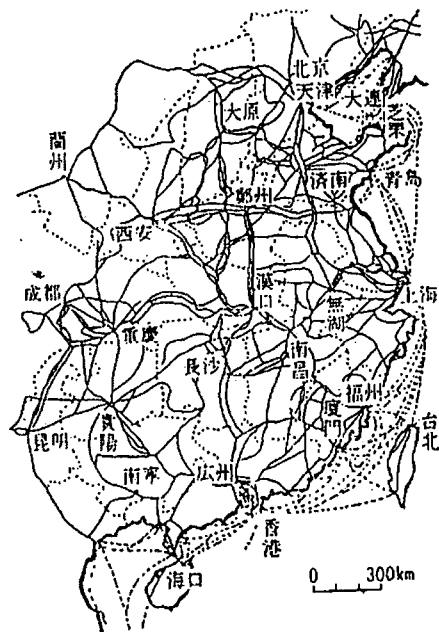 北京
天津
大連
芝罘
大原
蘭州
済南
青島
鄭州
西安
漢口
蕪湖
上海
成都
重慶
長沙
南昌
福州
厦門
台北
昆明
貴陽
南寧
広州
香港
海口
0 300km